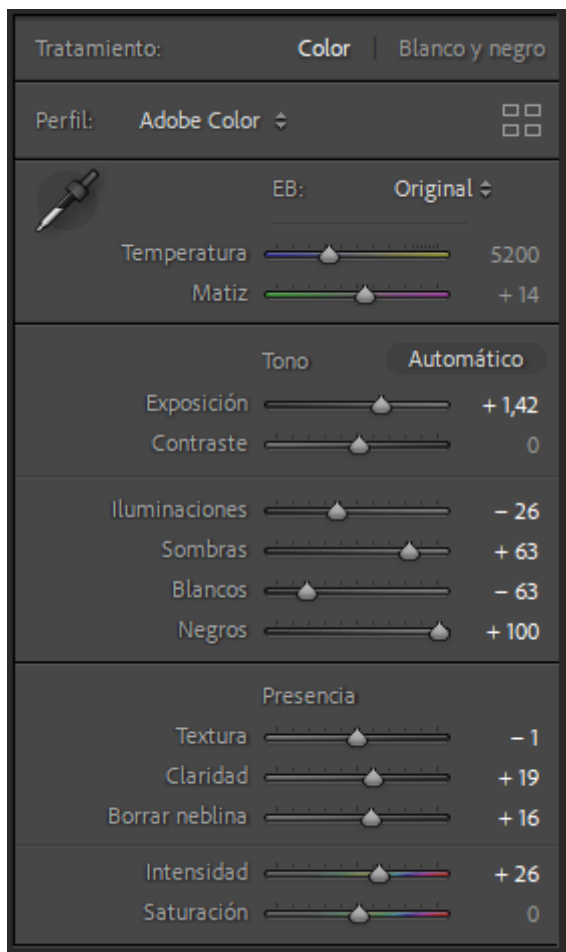 Tratamiento: Color | Blanco y negro
Perfil: Adobe Color
EB: Original
Temperatura 5200
Matiz + 14
Tono Automático
Exposición + 1,42
Contraste 0
Iluminaciones – 26
Sombras + 63
Blancos – 63
Negros + 100
Presencia
Textura – 1
Claridad + 19
Borrar neblina + 16
Intensidad + 26
Saturación 0